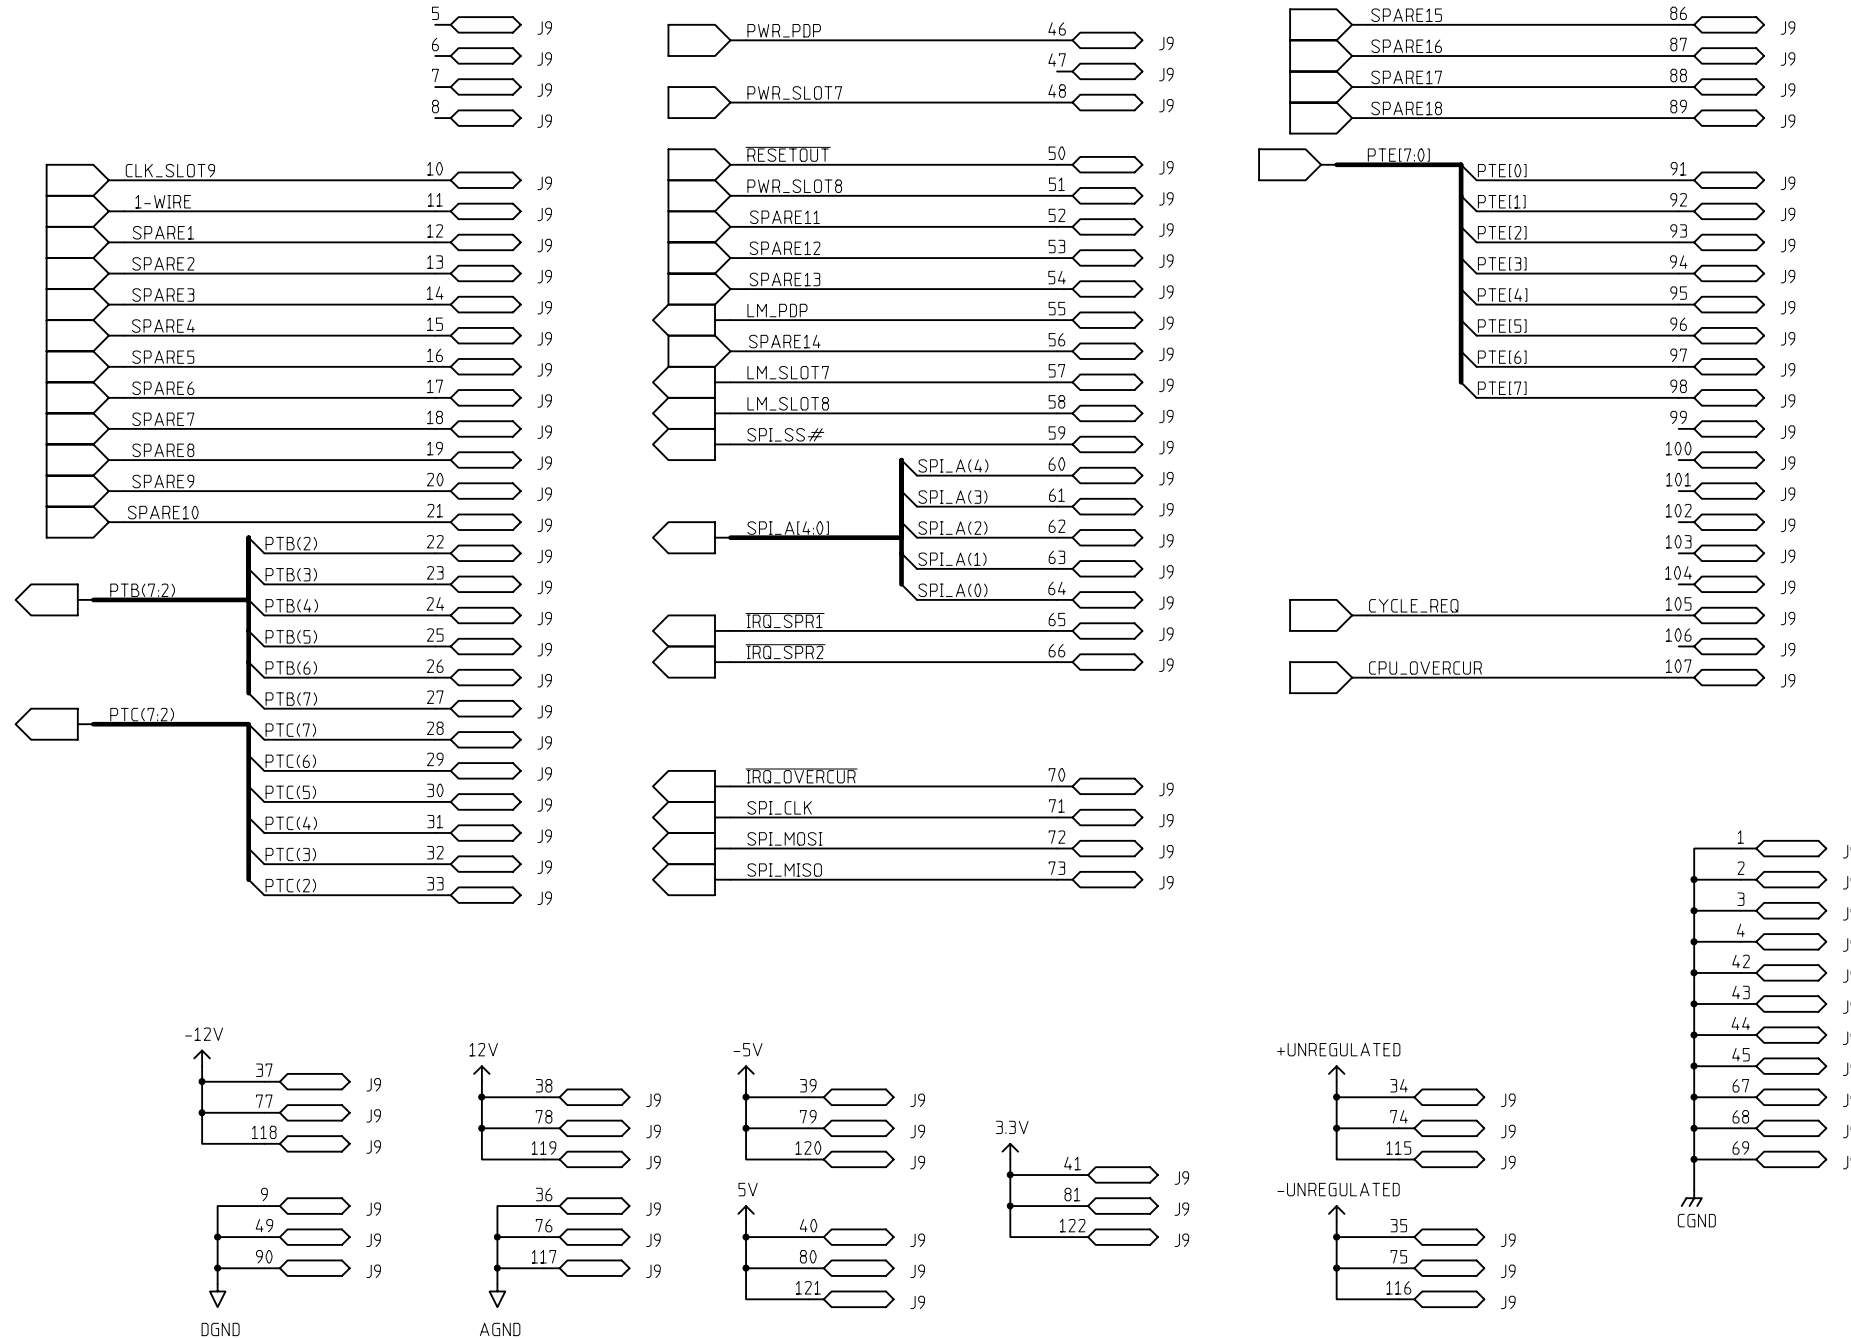 5 J9
6 J9
7 J9
8 J9
CLK_SLOT9 10 J9
1-WIRE 11 J9
SPARE1 12 J9
SPARE2 13 J9
SPARE3 14 J9
SPARE4 15 J9
SPARE5 16 J9
SPARE6 17 J9
SPARE7 18 J9
SPARE8 19 J9
SPARE9 20 J9
SPARE10 21 J9
PTB(7:2)
PTB(2) 22 J9
PTB(3) 23 J9
PTB(4) 24 J9
PTB(5) 25 J9
PTB(6) 26 J9
PTB(7) 27 J9
PTC(7:2)
PTC(7) 28 J9
PTC(6) 29 J9
PTC(5) 30 J9
PTC(4) 31 J9
PTC(3) 32 J9
PTC(2) 33 J9
PWR_PDP 46 J9
47 J9
PWR_SLOT7 48 J9
RESETOUT 50 J9
PWR_SLOT8 51 J9
SPARE11 52 J9
SPARE12 53 J9
SPARE13 54 J9
LM_PDP 55 J9
SPARE14 56 J9
LM_SLOT7 57 J9
LM_SLOT8 58 J9
SPI_SS# 59 J9
SPI_A[4:0]
SPI_A(4) 60 J9
SPI_A(3) 61 J9
SPI_A(2) 62 J9
SPI_A(1) 63 J9
SPI_A(0) 64 J9
IRQ_SPR1 65 J9
IRQ_SPR2 66 J9
IRQ_OVERCUR 70 J9
SPI_CLK 71 J9
SPI_MOSI 72 J9
SPI_MISO 73 J9
SPARE15 86 J9
SPARE16 87 J9
SPARE17 88 J9
SPARE18 89 J9
PTE[7:0]
PTE[0] 91 J9
PTE[1] 92 J9
PTE[2] 93 J9
PTE[3] 94 J9
PTE[4] 95 J9
PTE[5] 96 J9
PTE[6] 97 J9
PTE[7] 98 J9
99 J9
100 J9
101 J9
102 J9
103 J9
104 J9
CYCLE_REQ 105 J9
106 J9
CPU_OVERCUR 107 J9
1
2
3
4
42
43
44
45
67
68
69
CGND
-12V
37 J9
77 J9
118 J9
9 J9
49 J9
90 J9
DGND
12V
38 J9
78 J9
119 J9
36 J9
76 J9
117 J9
AGND
-5V
39 J9
79 J9
120 J9
5V
40 J9
80 J9
121 J9
3.3V
41 J9
81 J9
122 J9
+UNREGULATED
34 J9
74 J9
115 J9
-UNREGULATED
35 J9
75 J9
116 J9